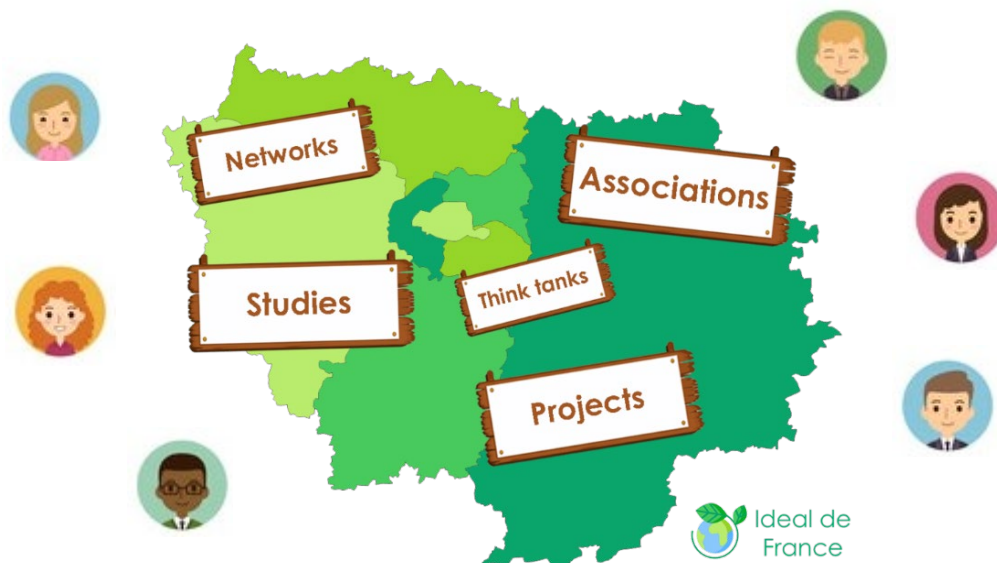 Networks
Associations
Studies
Think tanks
Projects
Ideal de
France